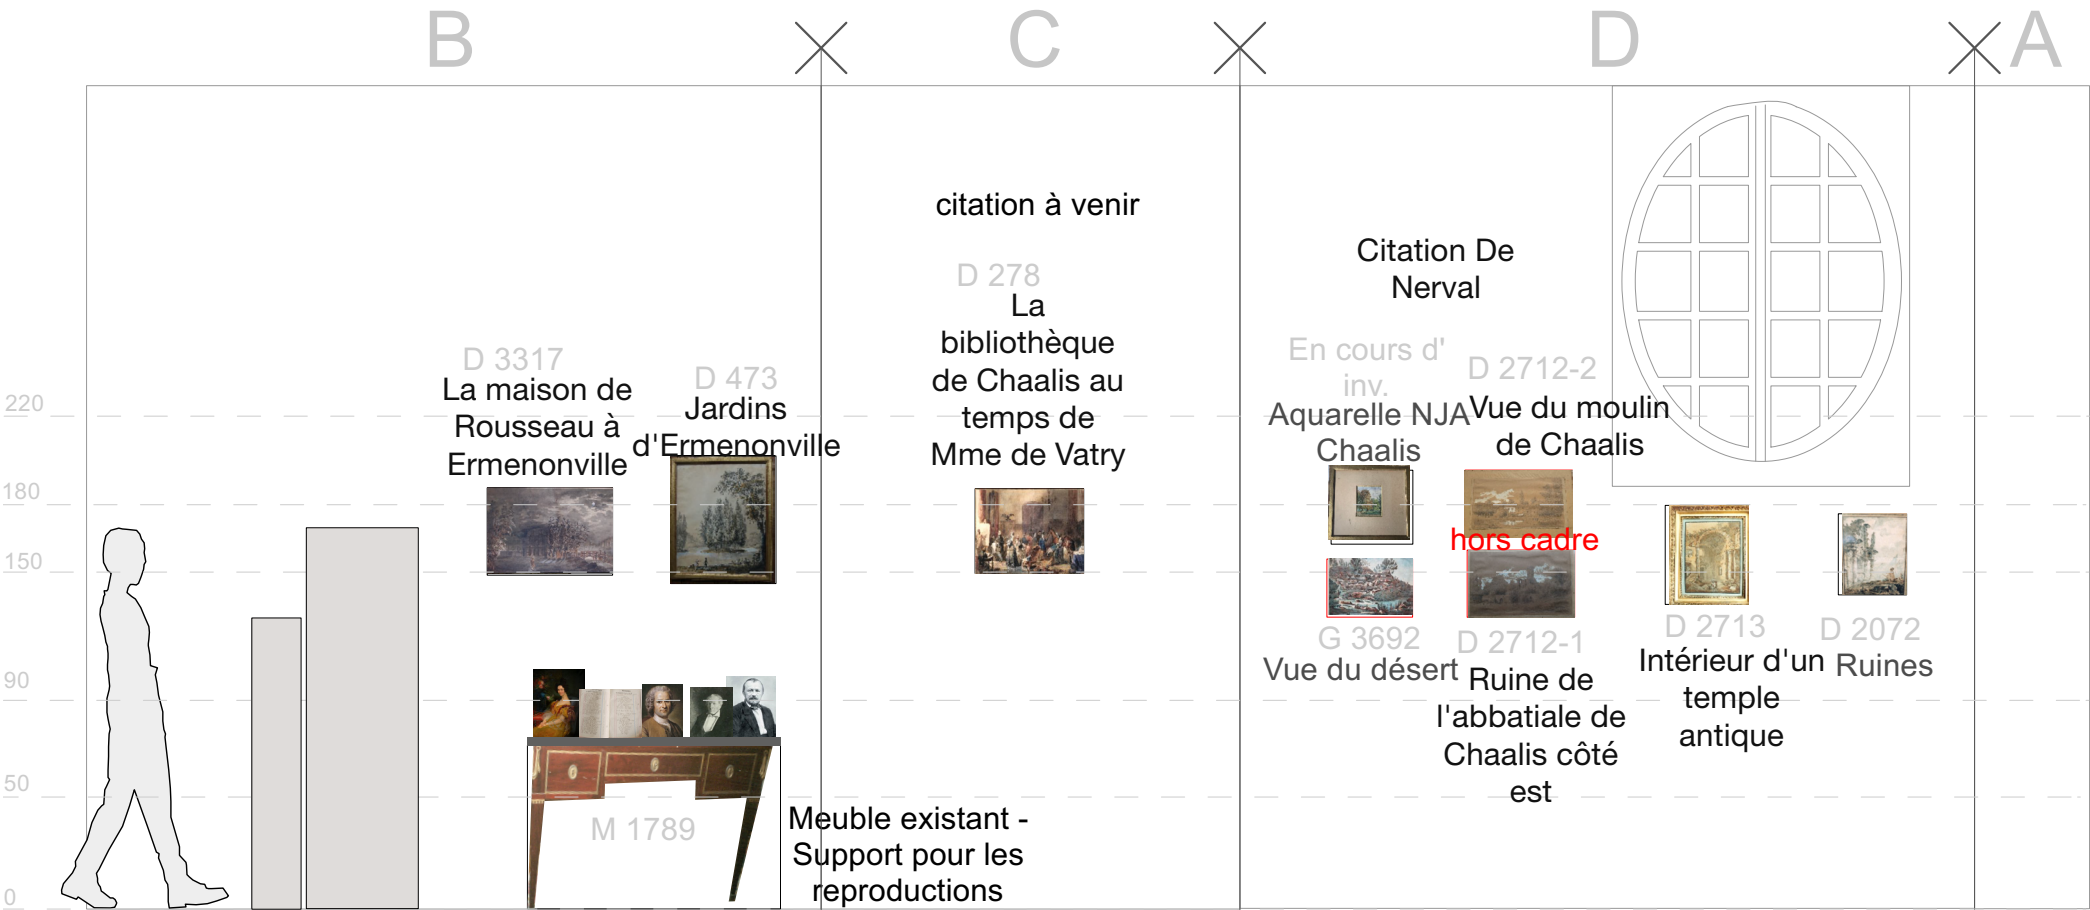 B
C
D
A
citation à venir
Citation De
Nerval
D 278
La
bibliothèque
de Chaalis au
temps de
Mme de Vatry
D 3317
La maison de
Rousseau à
Ermenonville
D 473
Jardins
d'Ermenonville
En cours d'
inv.
Aquarelle NJA
Chaalis
D 2712-2
Vue du moulin
de Chaalis
hors cadre
G 3692
Vue du désert
D 2712-1
Ruine de
l'abbatiale de
Chaalis côté
est
D 2713
Intérieur d'un
temple
antique
D 2072
Ruines
220
180
150
90
50
0
M 1789
Meuble existant -
Support pour les
reproductions